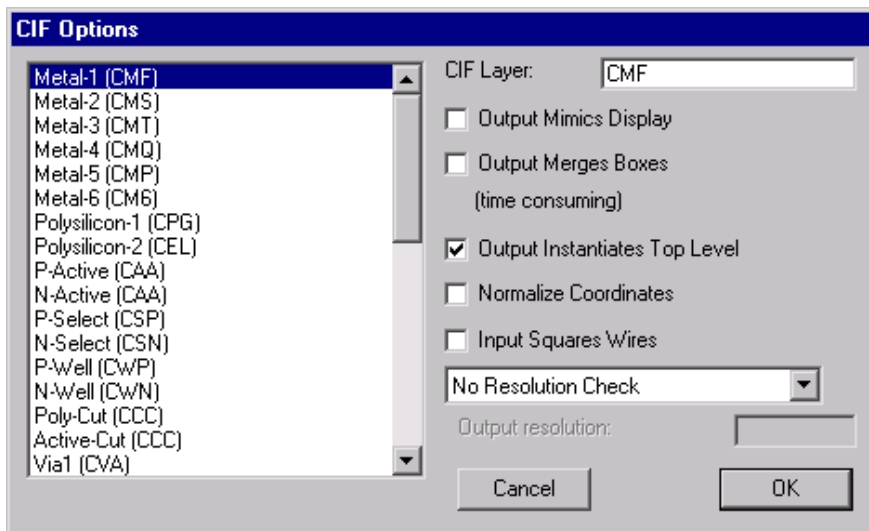 CIF Options
Metal-1 (CMF)
Metal-2 (CMS)
Metal-3 (CMT)
Metal-4 (CMQ)
Metal-5 (CMP)
Metal-6 (CM6)
Polysilicon-1 (CPG)
Polysilicon-2 (CEL)
P-Active (CAA)
N-Active (CAA)
P-Select (CSP)
N-Select (CSN)
P-Well (CWP)
N-Well (CWN)
Poly-Cut (CCC)
Active-Cut (CCC)
Via1 (CVA)
CIF Layer: CMF
Output Mimics Display
Output Merges Boxes
(time consuming)
Output Instantiates Top Level
Normalize Coordinates
Input Squares Wires
No Resolution Check
Output resolution:
Cancel OK